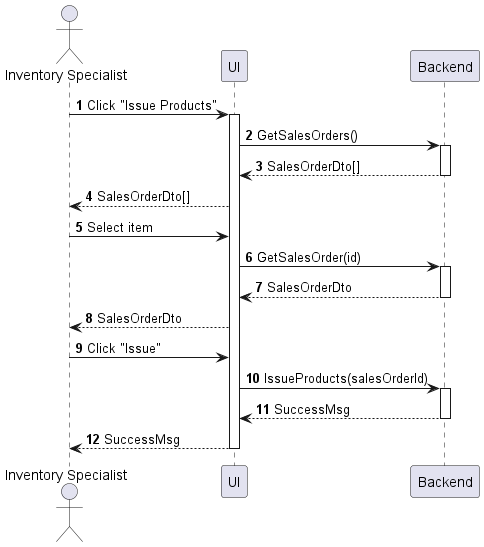 Inventory Specialist
UI
Backend
1 Click "Issue Products"
2 GetSalesOrders()
3 SalesOrderDto[]
4 SalesOrderDto[]
5 Select item
6 GetSalesOrder(id)
7 SalesOrderDto
8 SalesOrderDto
9 Click "Issue"
10 IssueProducts(salesOrderId)
11 SuccessMsg
12 SuccessMsg
Inventory Specialist
UI
Backend